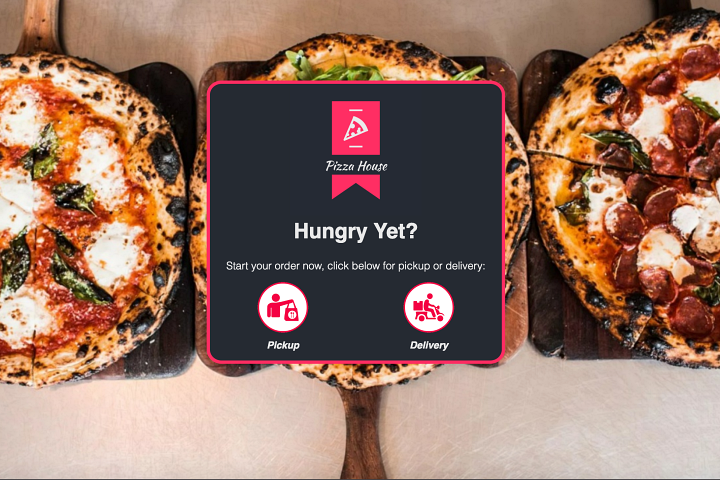 Pizza House
Hungry Yet?
Start your order now, click below for pickup or delivery:
Pickup
Delivery